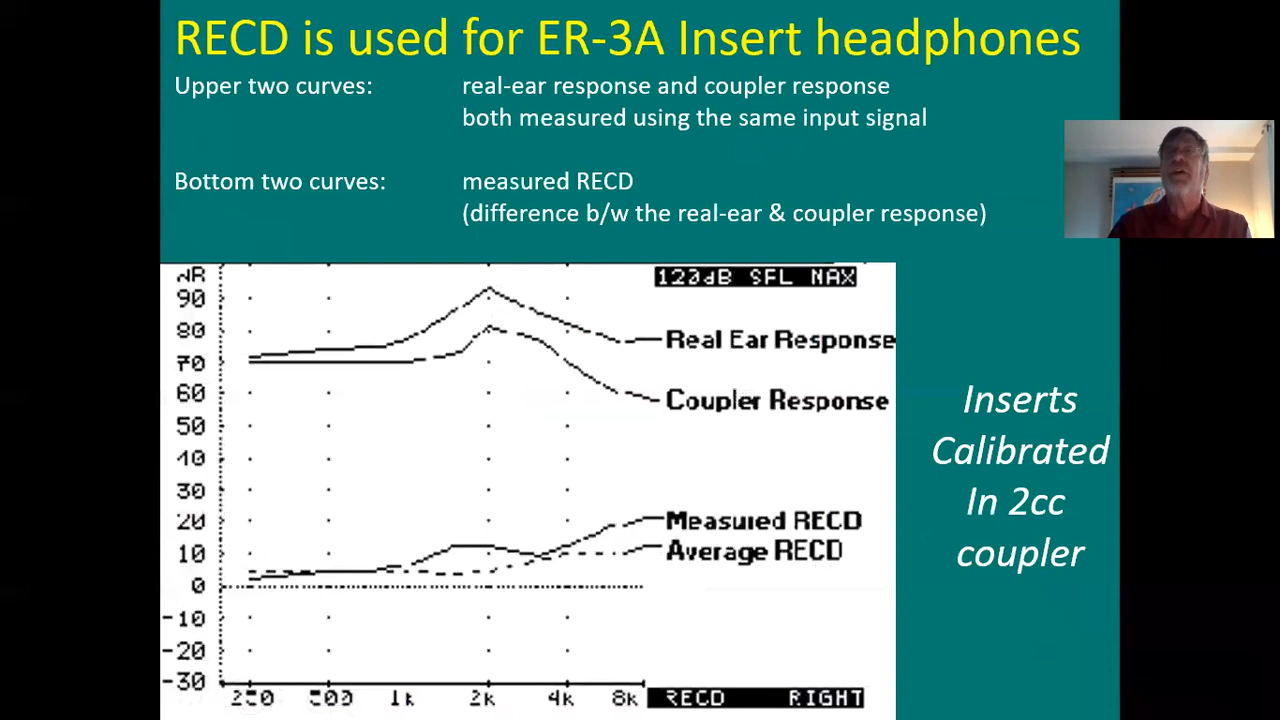 RECD is used for ER-3A Insert headphones
Upper two curves: real-ear response and coupler response
both measured using the same input signal
Bottom two curves: measured RECD
(difference b/w the real-ear & coupler response)
120dB SFL
90
80
70
60
50
40
30
20
10
0
-10
-20
-30
Real Ear Response
Coupler Response
Measured RECD
Average RECD
250 500 1k 2k 4k 8k
RECD RIGHT
Inserts
Calibrated
In 2cc
coupler